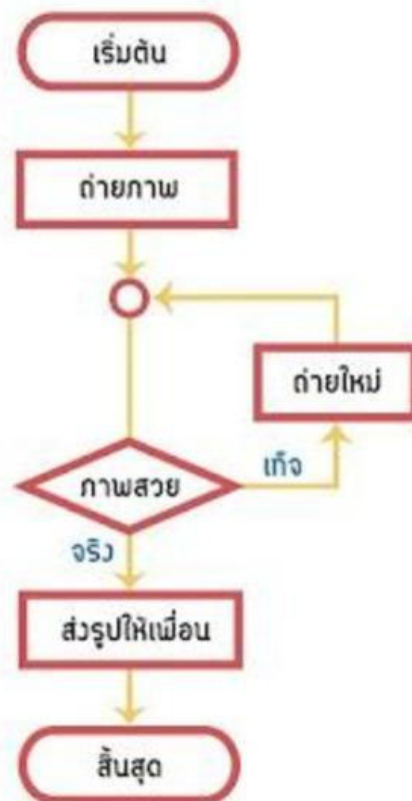 เริ่มต้น
ถ่ายภาพ
ถ่ายใหม่
ภาพสวย
เท็จ
จริง
ส่งรูปให้เพื่อน
สิ้นสุด